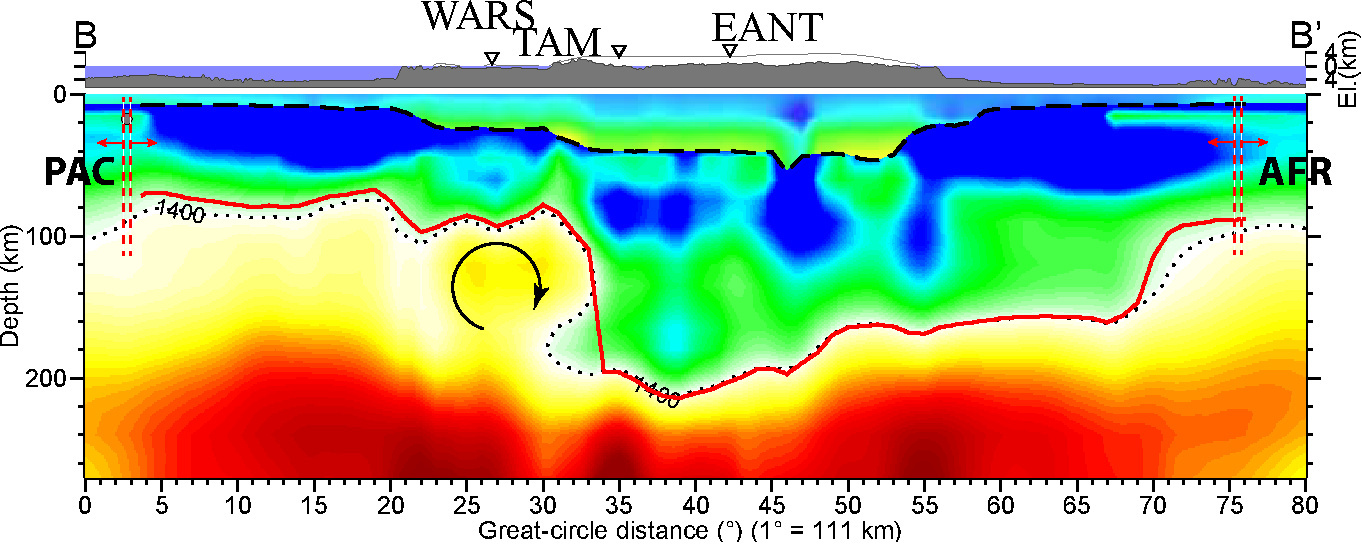 WARS
TAM
EANT
B
B'
4
0
4
El.(km)
0
100
200
Depth (km)
PAC
AFR
1400
1400
0 5 10 15 20 25 30 35 40 45 50 55 60 65 70 75 80
Great-circle distance (°) (1° = 111 km)